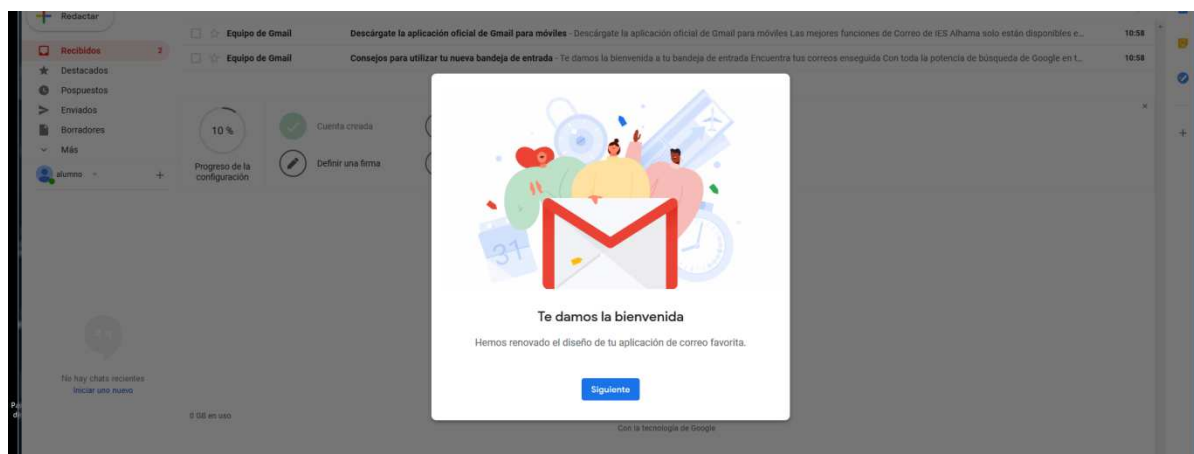 Redactar
Equipo de Gmail Descárgate la aplicación oficial de Gmail para móviles - Descárgate la aplicación oficial de Gmail para móviles Las mejores funciones de Correo de IES Alhama solo están disponibles e... 10:58
Recibidos 2
Equipo de Gmail Consejos para utilizar tu nueva bandeja de entrada - Te damos la bienvenida a tu bandeja de entrada Encuentra tus correos enseguida Con toda la potencia de búsqueda de Google en t... 10:58
Destacados
Pospuestos
Enviados
Borradores
Más
alumno
10 %
Progreso de la
configuración
Cuenta creada
Definir una firma
31
Te damos la bienvenida
Hemos renovado el diseño de tu aplicación de correo favorita.
Siguiente
No hay chats recientes
Iniciar uno nuevo
0 GB en uso
Con la tecnología de Google